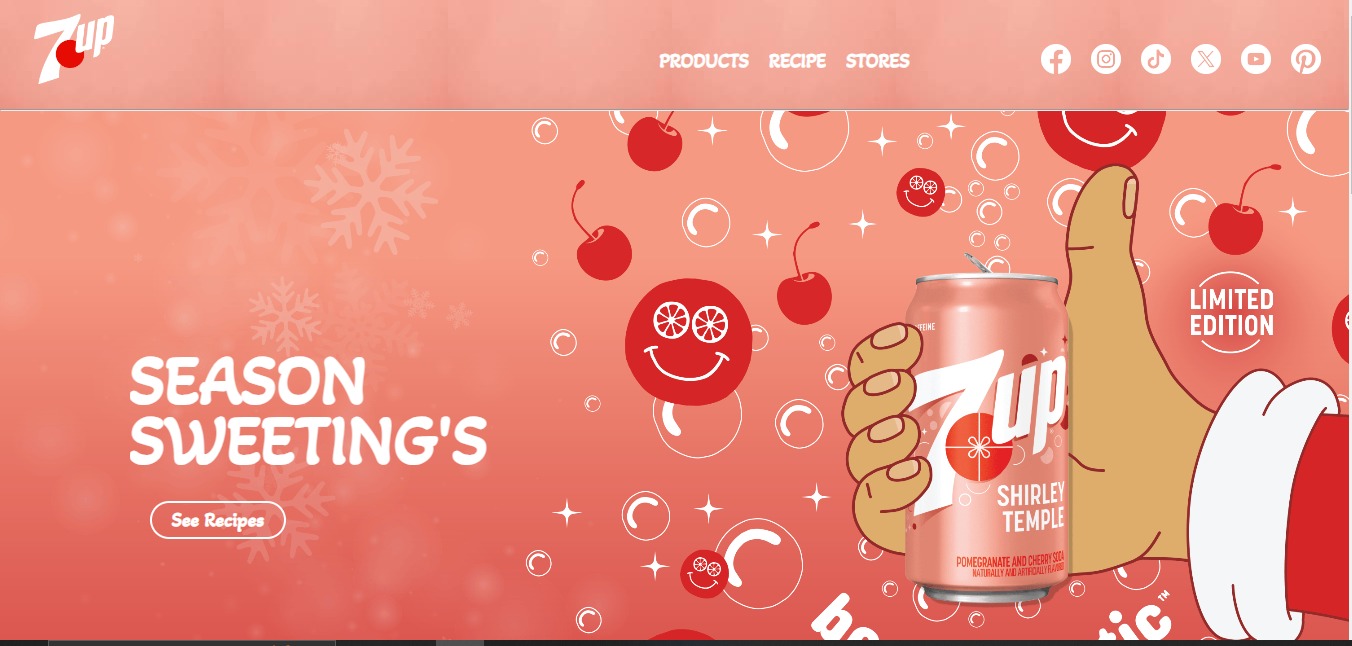 7up
PRODUCTS RECIPE STORES
SEASON
SWEETING'S
See Recipes
LIMITED
EDITION
7up
SHIRLEY
TEMPLE
POMEGRANATE AND CHERRY SODA
NATURALLY AND ARTIFICIALLY FLAVORED